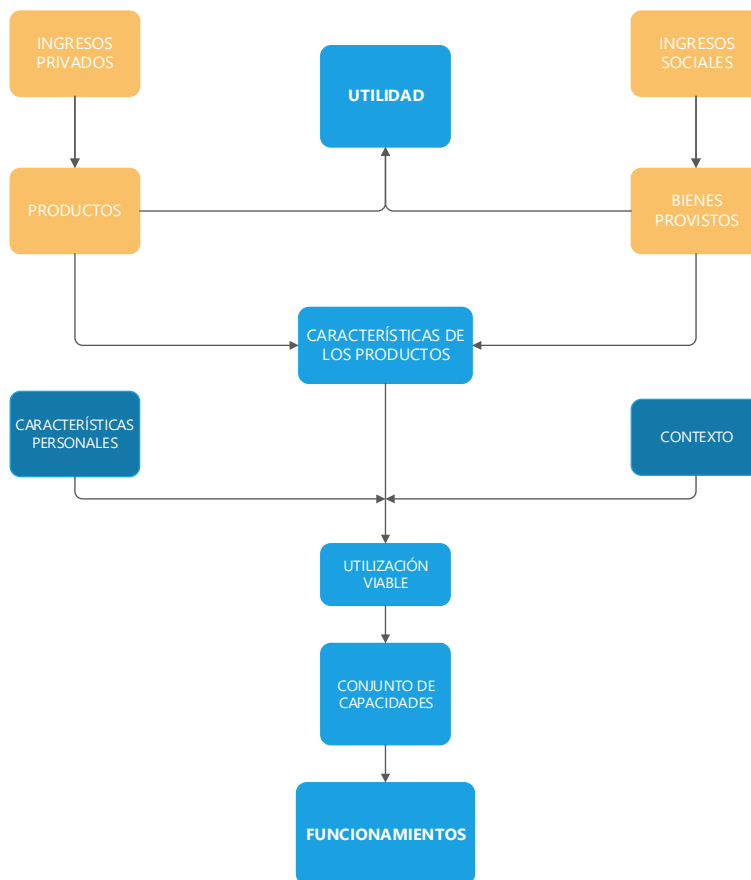 INGRESOS
PRIVADOS
UTILIDAD
INGRESOS
SOCIALES
PRODUCTOS
BIENES
PROVISTOS
CARACTERÍSTICAS DE
LOS PRODUCTOS
CARACTERÍSTICAS
PERSONALES
CONTEXTO
UTILIZACIÓN
VIABLE
CONJUNTO DE
CAPACIDADES
FUNCIONAMIENTOS